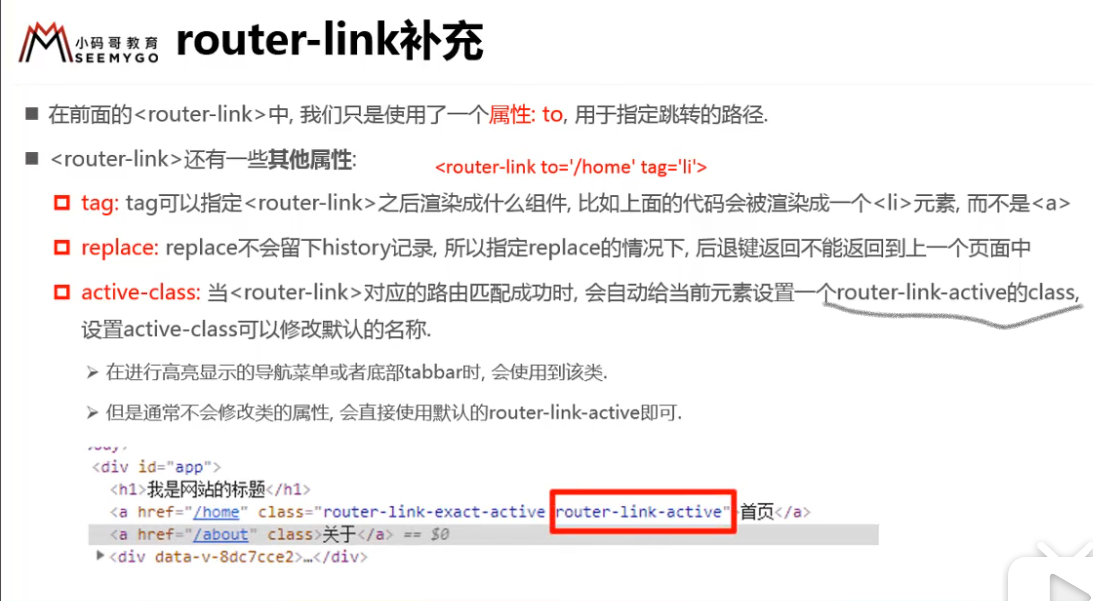 小码哥教育
SEEMYGO
router-link补充
在前面的<router-link>中, 我们只是使用了一个属性: to, 用于指定跳转的路径.
<router-link>还有一些其他属性:
<router-link to='/home' tag='li'>
tag: tag可以指定<router-link>之后渲染成什么组件, 比如上面的代码会被渲染成一个<li>元素, 而不是<a>
replace: replace不会留下history记录, 所以指定replace的情况下, 后退键返回不能返回到上一个页面中
active-class: 当<router-link>对应的路由匹配成功时, 会自动给当前元素设置一个router-link-active的class,
设置active-class可以修改默认的名称.
在进行高亮显示的导航菜单或者底部tabbar时, 会使用到该类.
但是通常不会修改类的属性, 会直接使用默认的router-link-active即可.
<div id="app">
<h1>我是网站的标题</h1>
<a href="/home" class="router-link-exact-active router-link-active">首页</a>
<a href="/about" class>关于</a> == $0
<div data-v-8dc7cce2>…</div>